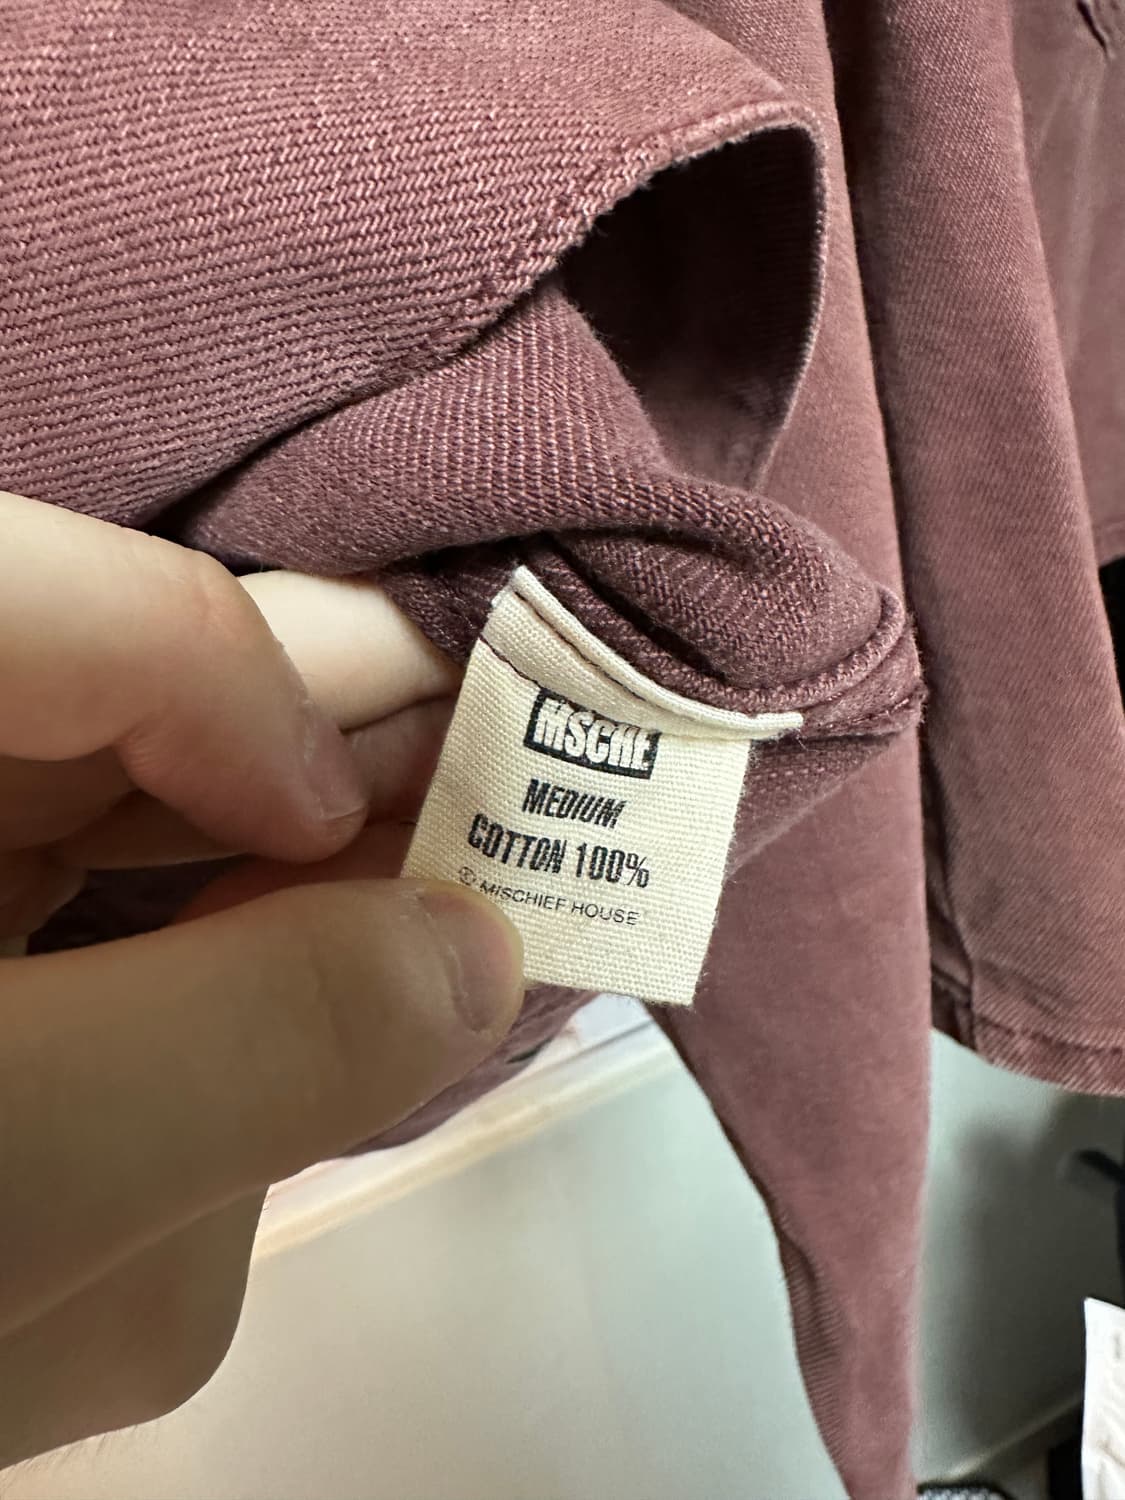 MSCHF
MEDIUM
COTTON 100%
© MISCHIEF HOUSE